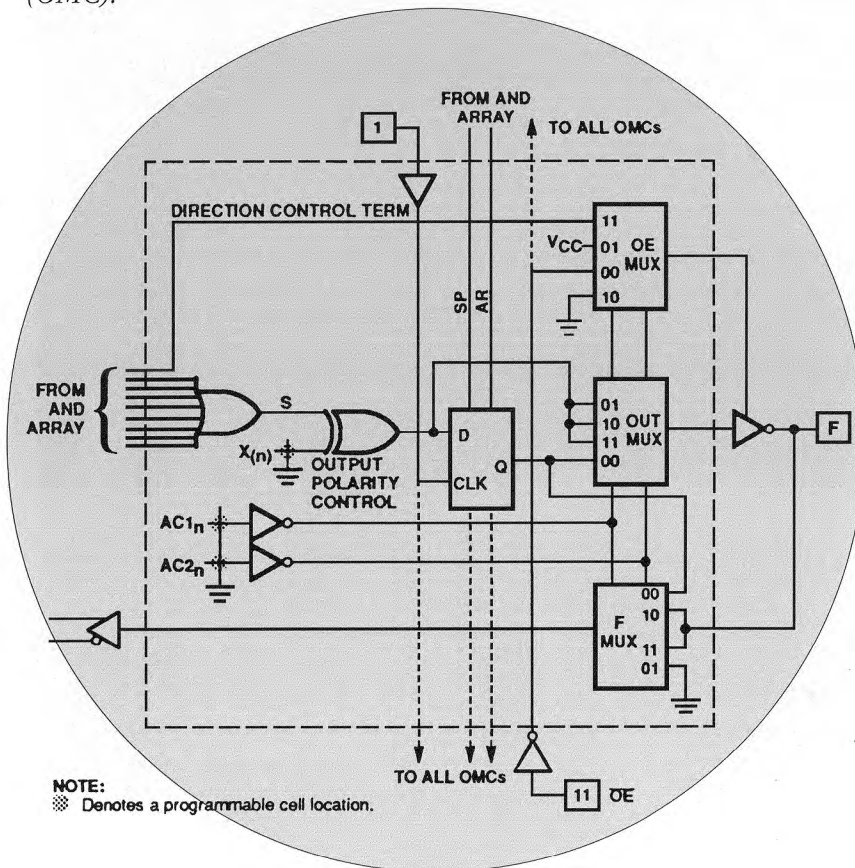 (OMC).
FROM AND
ARRAY
1
TO ALL OMCs
DIRECTION CONTROL TERM
11
VCC
01
OE
00
MUX
10
SP
AR
FROM
AND
ARRAY
S
X(n)
OUTPUT
POLARITY
CONTROL
D
Q
CLK
01
10
OUT
11
MUX
00
F
AC1n
AC2n
00
10
F
MUX
11
01
TO ALL OMCs
11
OE
NOTE:
Denotes a programmable cell location.